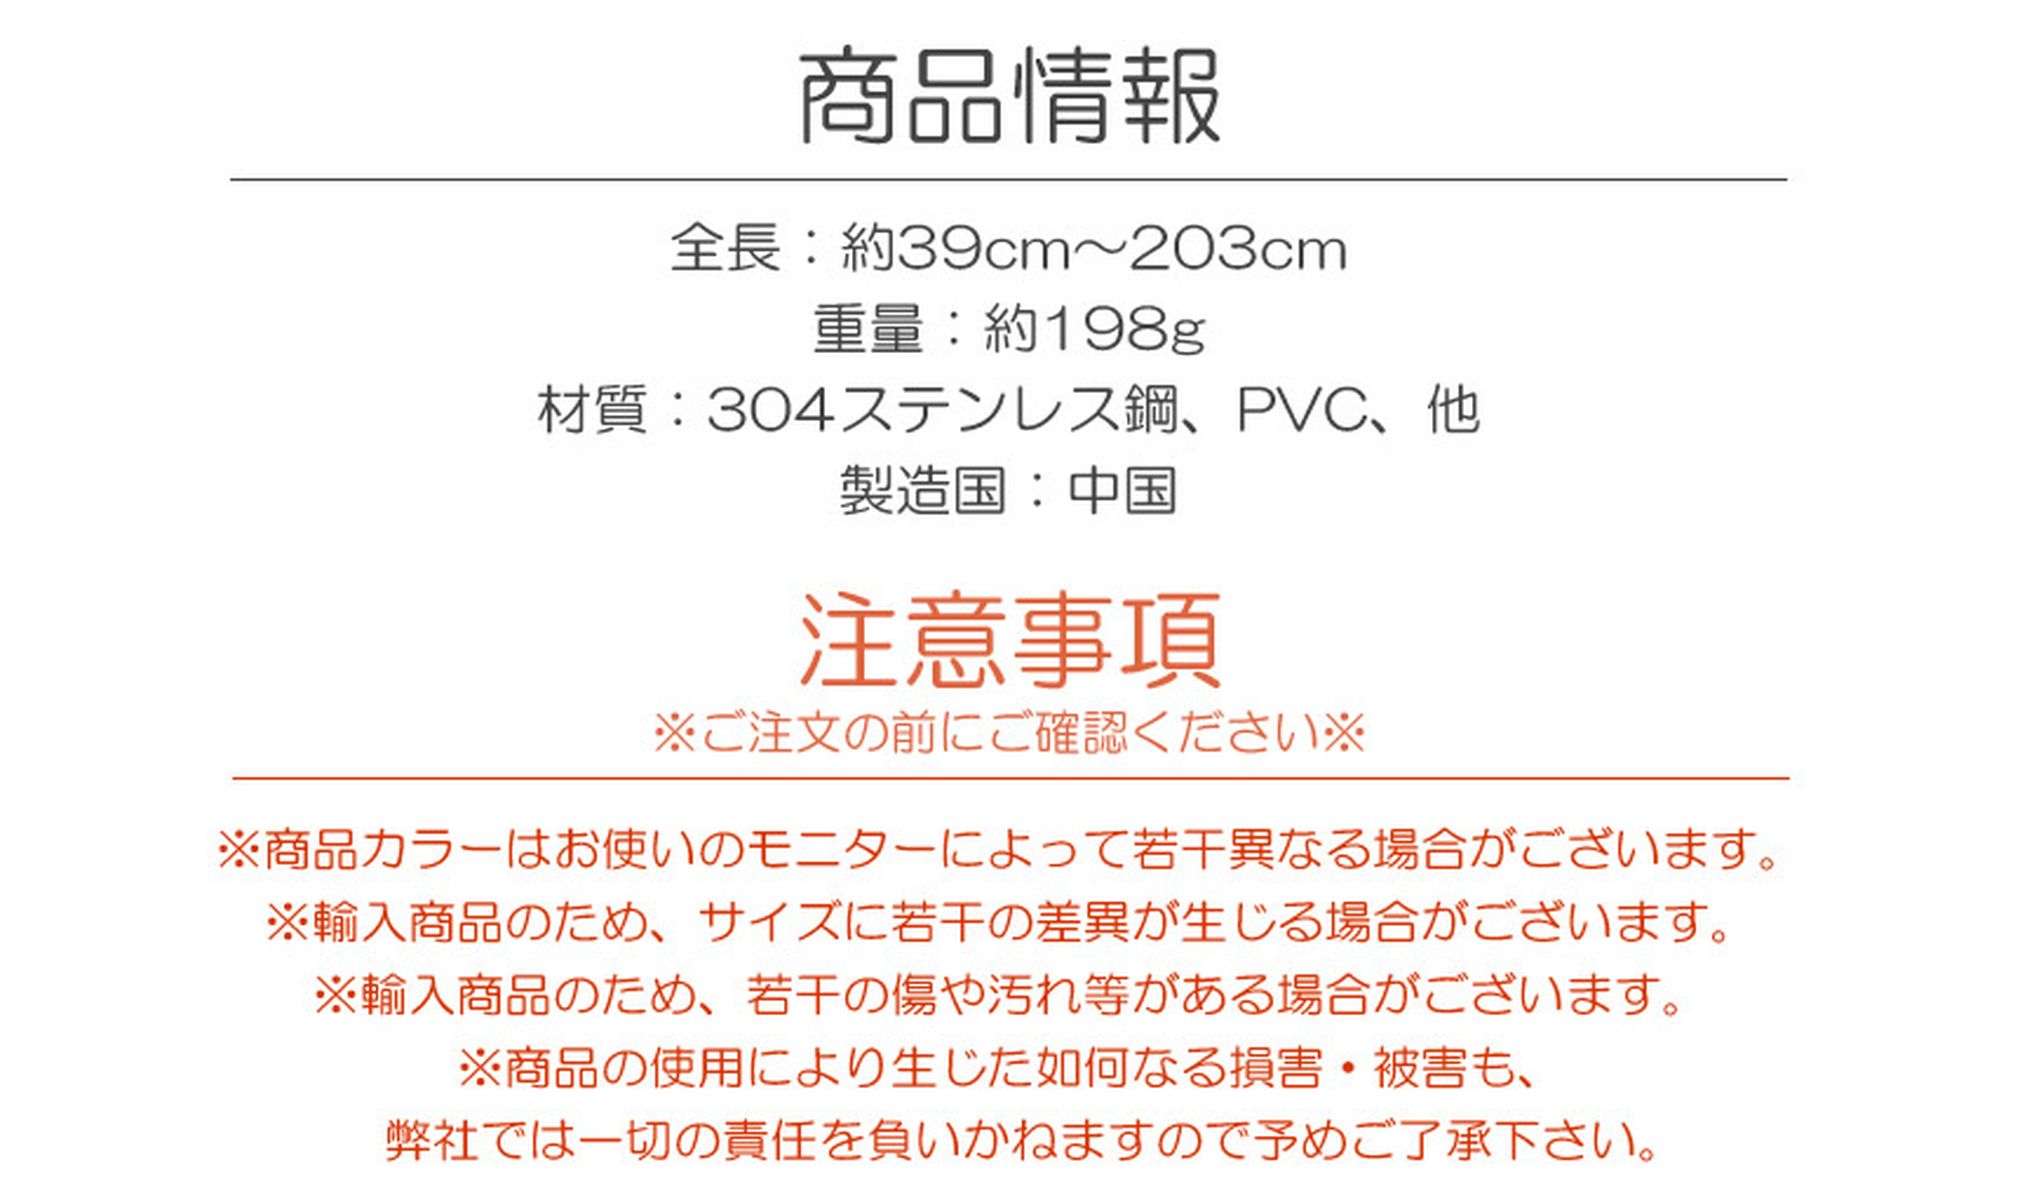 商品情報
全長：約39cm～203cm
重量：約198g
材質：304ステンレス鋼、PVC、他
製造国：中国
注意事項
※ご注文の前にご確認ください※
※商品カラーはお使いのモニターによって若干異なる場合がございます。
※輸入商品のため、サイズに若干の差異が生じる場合がございます。
※輸入商品のため、若干の傷や汚れ等がある場合がございます。
※商品の使用により生じた如何なる損害・被害も、
弊社では一切の責任を負いかねますので予めご了承下さい。